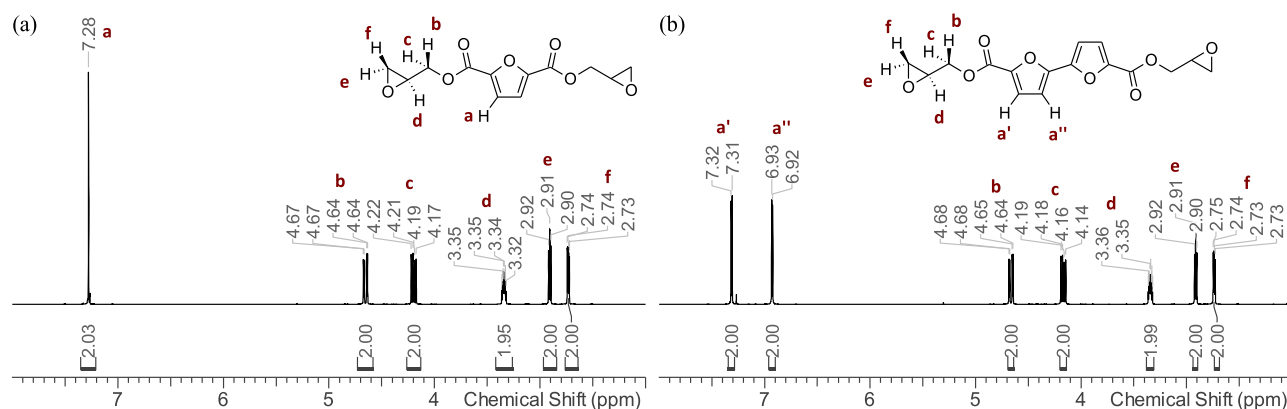 (a)
7.28 a
b
f
c
H
H
H
O
O
O
H
e
O
O
O
H
d
a H
O
b
4.67
4.67
4.64
4.64
c
4.22
4.21
4.19
4.17
d
3.35
3.35
3.34
3.32
e
2.92
2.91
2.90
f
2.74
2.74
2.73
2.03
2.00
2.00
1.95
2.00
2.00
7 6 5 4 3
Chemical Shift (ppm)
(b)
b
f
c
H
H
H
O
O
H
e
O
O
H
d
O
O
O
O
O
H
H
a' a''
a'
7.32
7.31
a''
6.93
6.92
b
4.68
4.68
4.65
4.64
c
4.19
4.18
4.16
4.14
d
3.36
3.35
e
2.92
2.91
2.90
f
2.75
2.74
2.73
2.73
2.00
2.00
2.00
2.00
1.99
2.00
2.00
7 6 5 4 3
Chemical Shift (ppm)